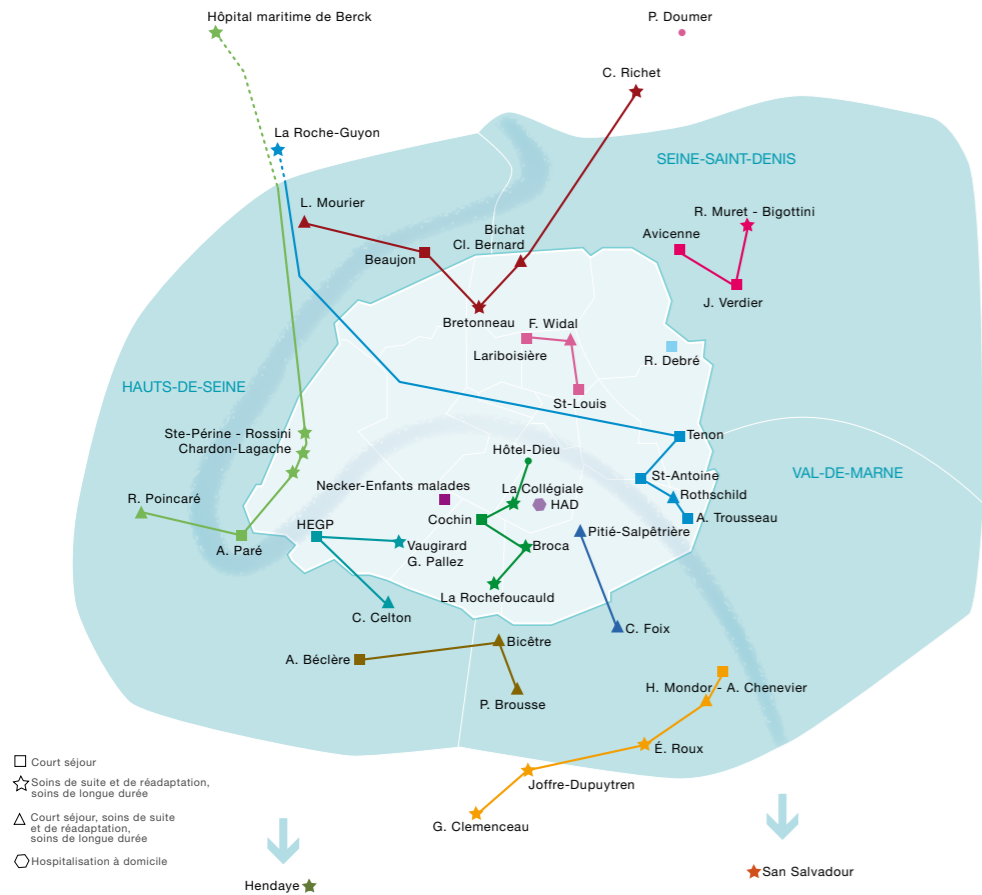 Hôpital maritime de Berck
P. Doumer
C. Richet
La Roche-Guyon
SEINE-SAINT-DENIS
L. Mourier
R. Muret - Bigottini
Bichat
Cl. Bernard
Avicenne
Beaujon
J. Verdier
Bretonneau
F. Widal
Lariboisière
R. Debré
HAUTS-DE-SEINE
St-Louis
Ste-Périne - Rossini
Chardon-Lagache
Tenon
Hôtel-Dieu
St-Antoine
VAL-DE-MARNE
Necker-Enfants malades
La Collégiale
Rothschild
R. Poincaré
HAD
Cochin
A. Trousseau
HEGP
Pitié-Salpêtrière
A. Paré
Vaugirard
G. Pallez
Broca
La Rochefoucauld
C. Celton
C. Foix
Bicêtre
A. Béclère
H. Mondor - A. Chenevier
P. Brousse
É. Roux
Joffre-Dupuytren
G. Clemenceau
Court séjour
Soins de suite et de réadaptation,
soins de longue durée
Court séjour, soins de suite
et de réadaptation,
soins de longue durée
Hospitalisation à domicile
Hendaye
San Salvadour